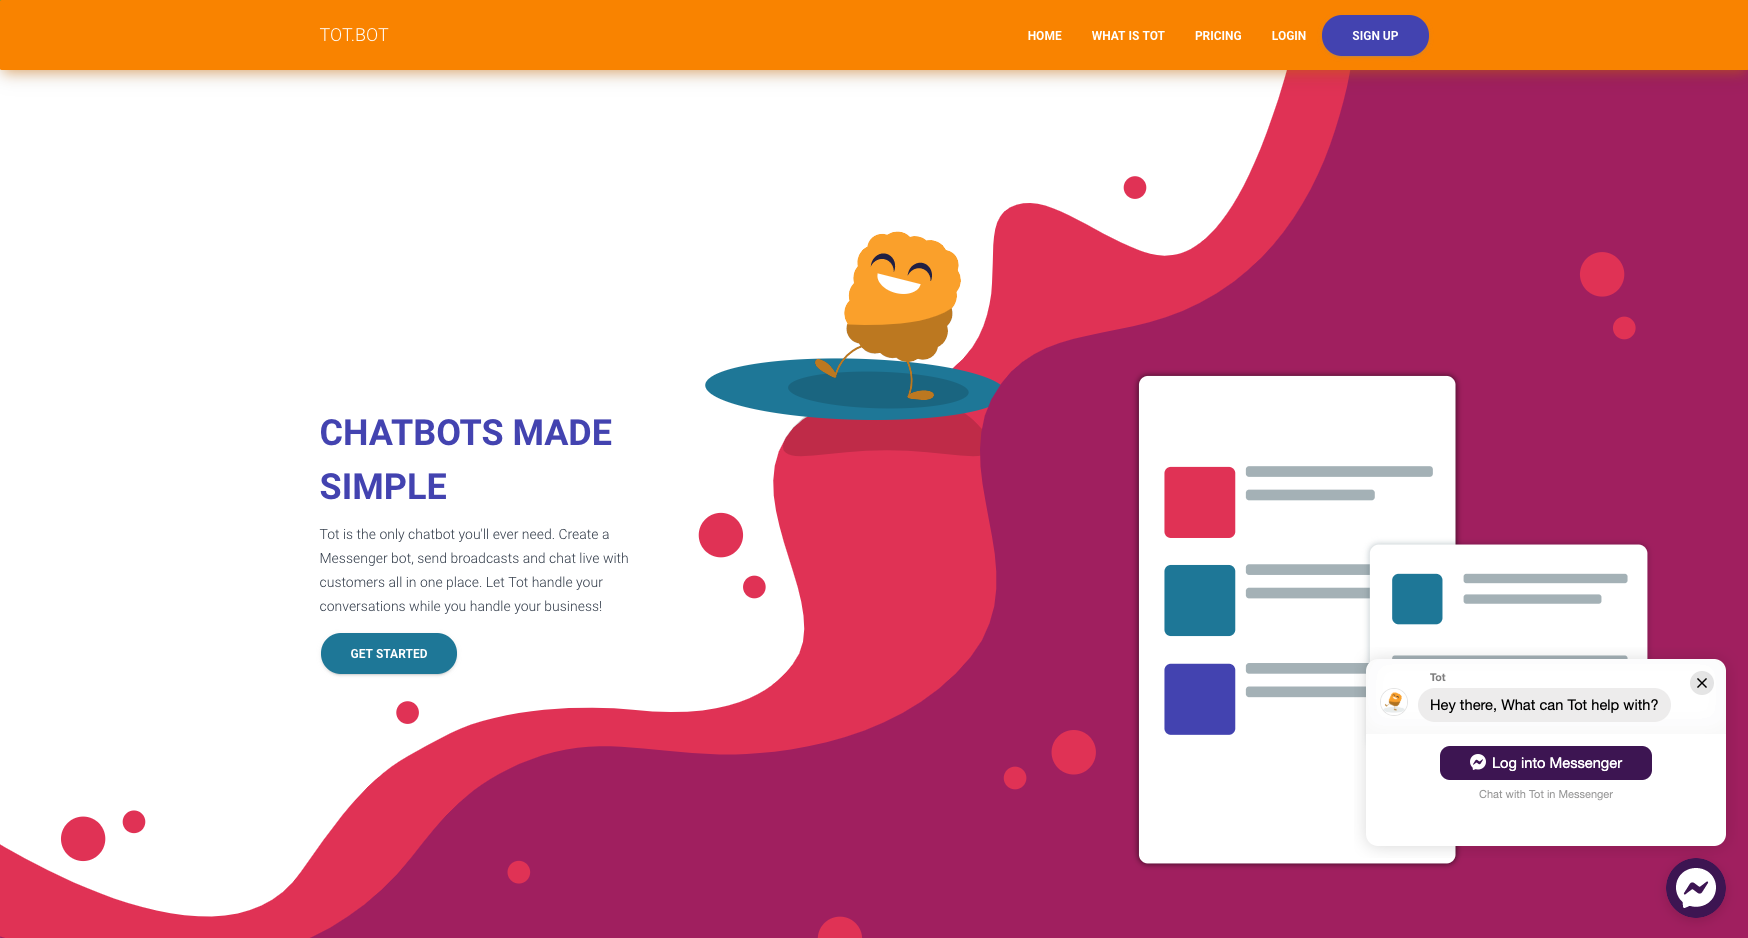 TOT.BOT
HOME
WHAT IS TOT
PRICING
LOGIN
SIGN UP
CHATBOTS MADE
SIMPLE
Tot is the only chatbot you'll ever need. Create a
Messenger bot, send broadcasts and chat live with
customers all in one place. Let Tot handle your
conversations while you handle your business!
GET STARTED
Tot
Hey there, What can Tot help with?
Log into Messenger
Chat with Tot in Messenger